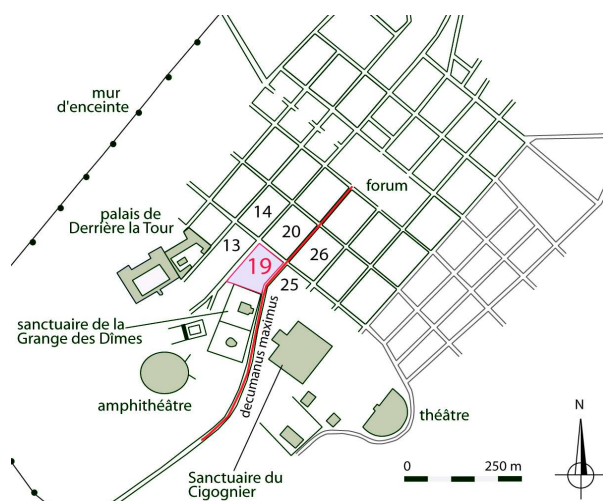 mur
d'enceinte
forum
palais de
Derrière la Tour
14
20
13
26
19
25
sanctuaire de la
Grange des Dîmes
decumanus maximus
amphithéâtre
théâtre
N
Sanctuaire du
Cigognier
0 250 m